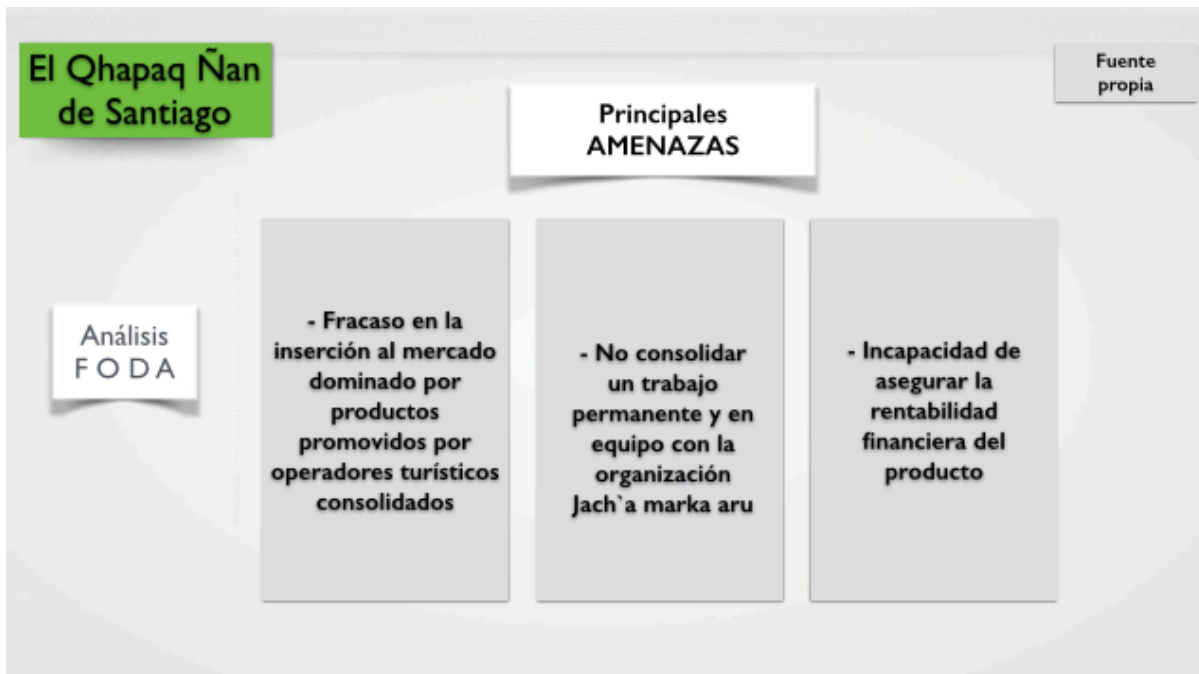 El Qhapaq Ñan
de Santiago
Fuente
propia
Principales
AMENAZAS
Análisis
F O D A
- Fracaso en la
inserción al mercado
dominado por
productos
promovidos por
operadores turísticos
consolidados
- No consolidar
un trabajo
permanente y en
equipo con la
organización
Jach`a marka aru
- Incapacidad de
asegurar la
rentabilidad
financiera del
producto